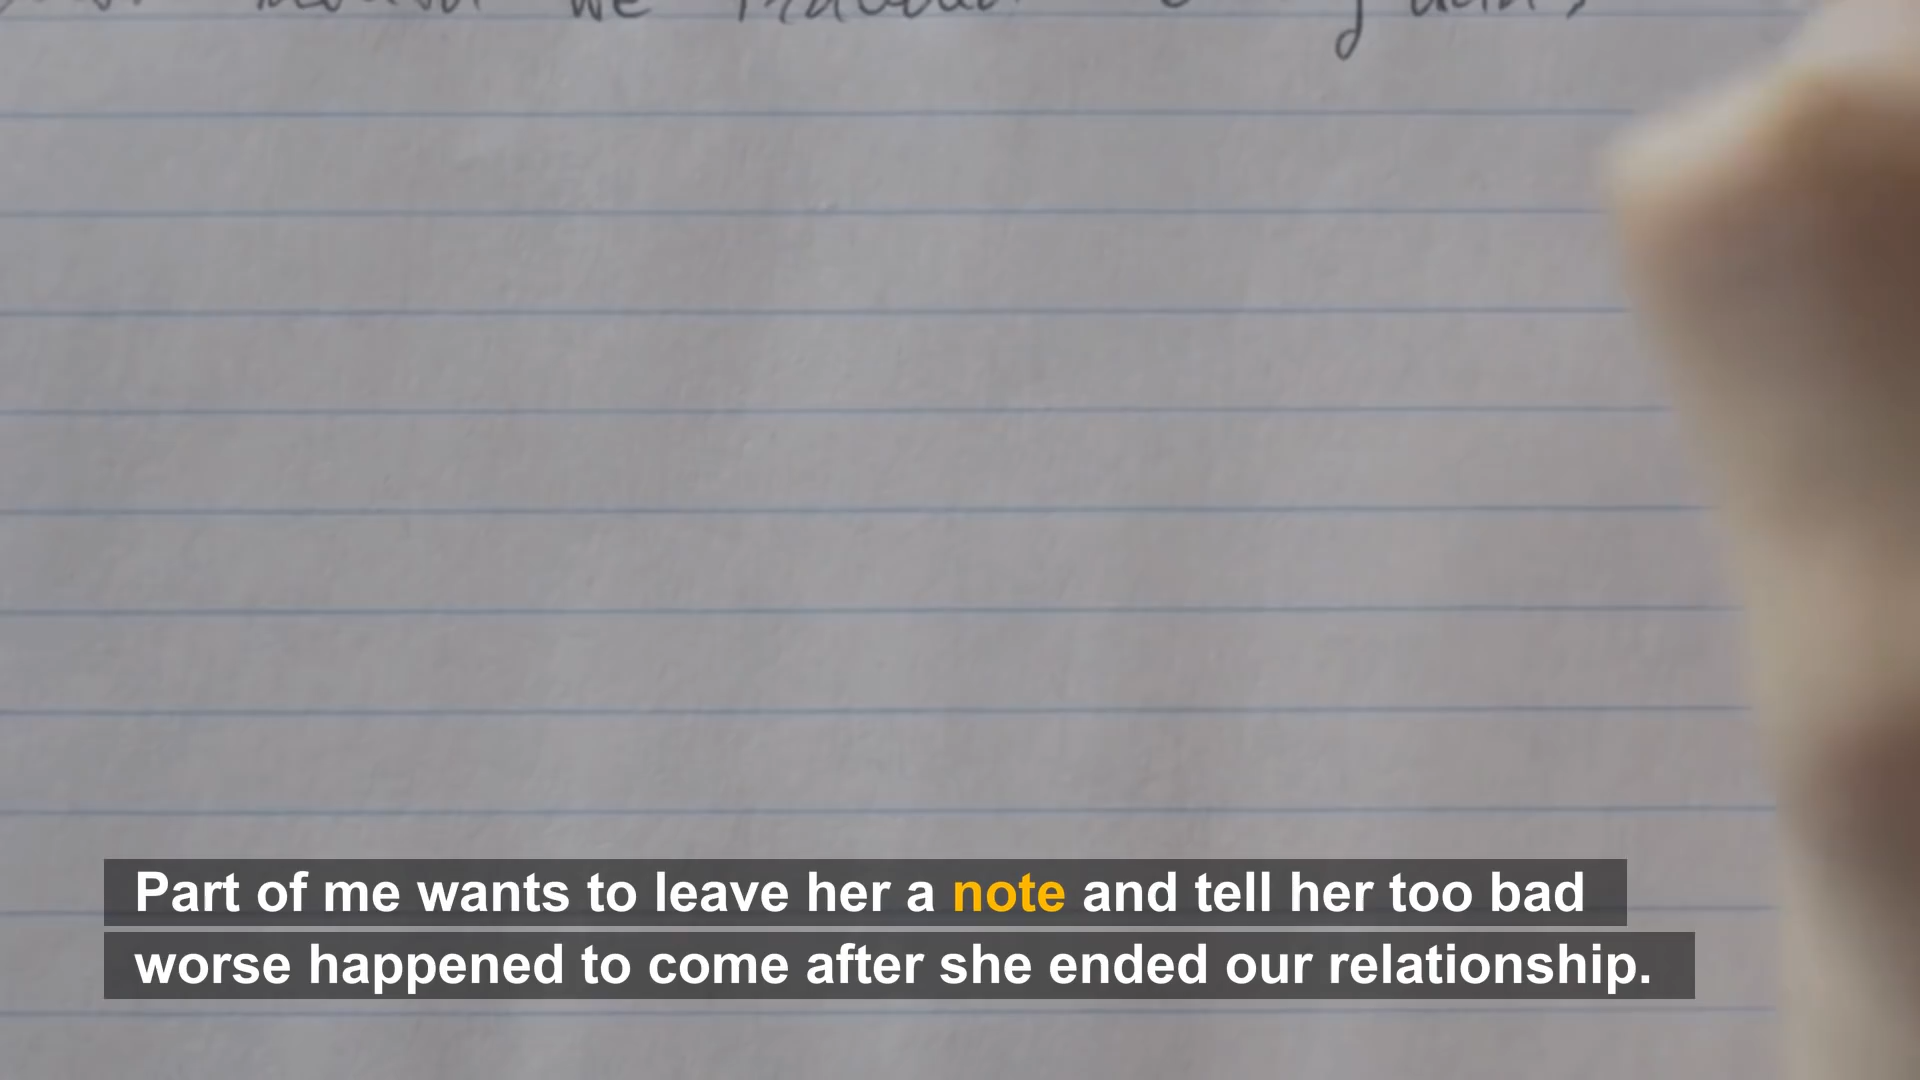 we
Part of me wants to leave her a note and tell her too bad
worse happened to come after she ended our relationship.